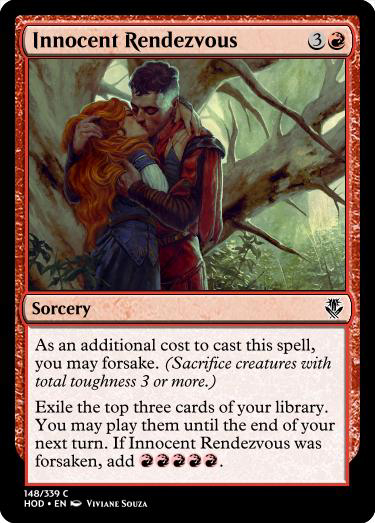 Innocent Rendezvous 3
Sorcery
As an additional cost to cast this spell,
you may forsake. (Sacrifice creatures with
total toughness 3 or more.)
Exile the top three cards of your library.
You may play them until the end of your
next turn. If Innocent Rendezvous was
forsaken, add .
148/339 C
HOD • EN Viviane Souza